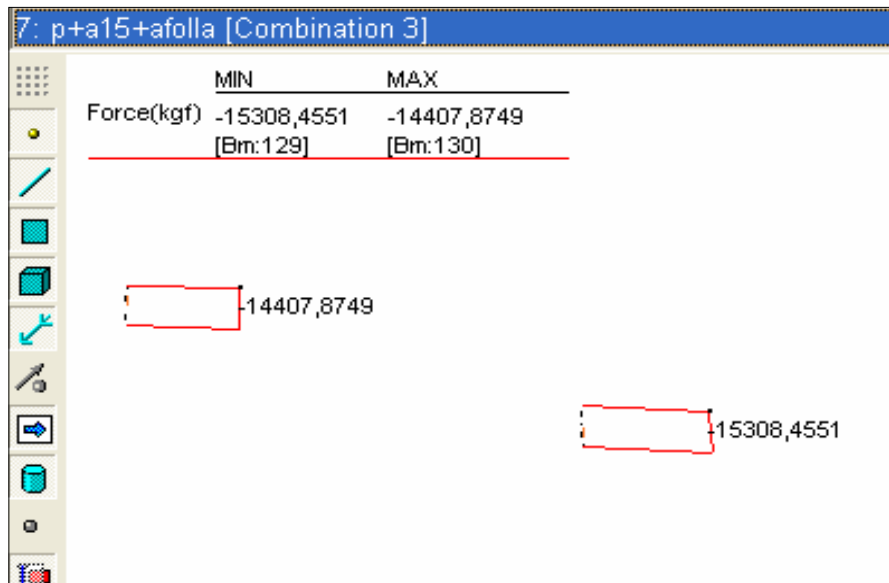 7: p+a15+afolla [Combination 3]
MIN MAX
Force(kgf) -15308,4551 -14407,8749
[Bm:129] [Bm:130]
-14407,8749
-15308,4551